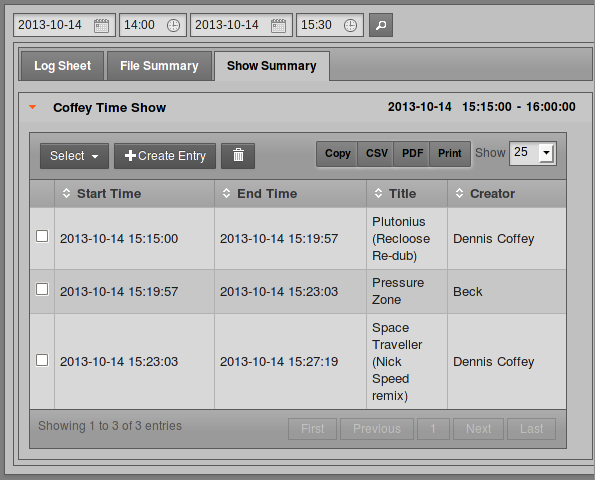 2013-10-14 14:00 2013-10-14 15:30
Log Sheet File Summary Show Summary
Coffey Time Show 2013-10-14 15:15:00 - 16:00:00
Select Create Entry Copy CSV PDF Print Show 25
Start Time End Time Title Creator
2013-10-14 15:15:00 2013-10-14 15:19:57 Plutonius (Recloose Re-dub) Dennis Coffey
2013-10-14 15:19:57 2013-10-14 15:23:03 Pressure Zone Beck
2013-10-14 15:23:03 2013-10-14 15:27:19 Space Traveller (Nick Speed remix) Dennis Coffey
Showing 1 to 3 of 3 entries First Previous 1 Next Last